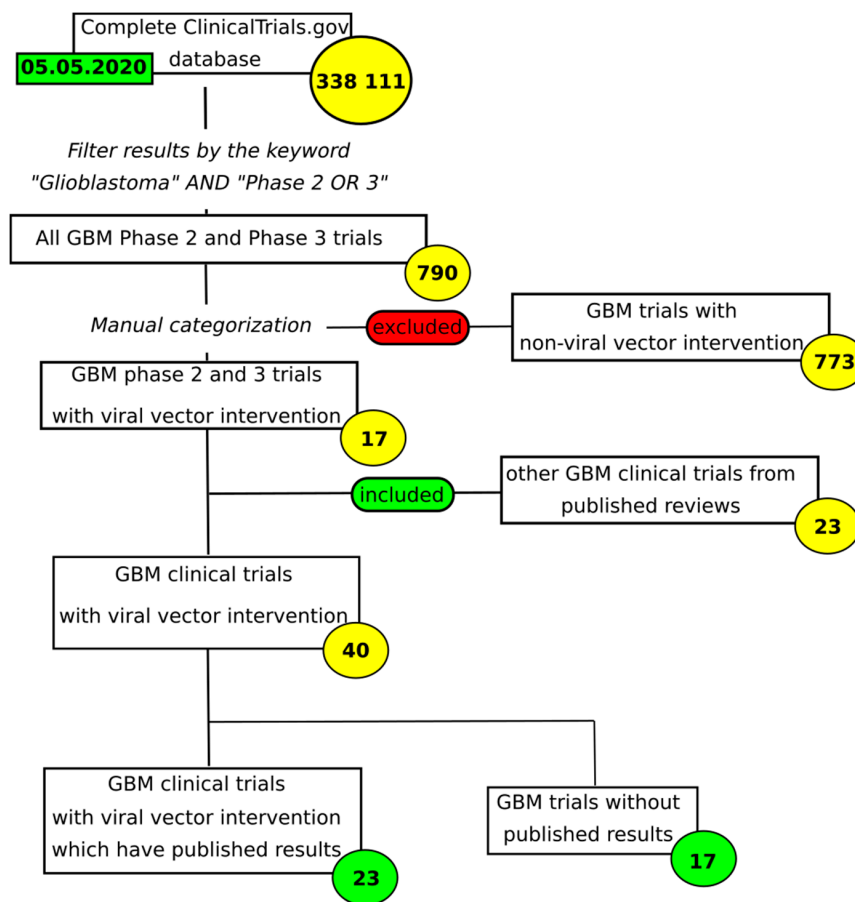 Complete ClinicalTrials.gov
database
05.05.2020
338 111
Filter results by the keyword
"Glioblastoma" AND "Phase 2 OR 3"
All GBM Phase 2 and Phase 3 trials
790
Manual categorization
excluded
GBM trials with
non-viral vector intervention
773
GBM phase 2 and 3 trials
with viral vector intervention
17
included
other GBM clinical trials from
published reviews
23
GBM clinical trials
with viral vector intervention
40
GBM clinical trials
with viral vector intervention
which have published results
23
GBM trials without
published results
17